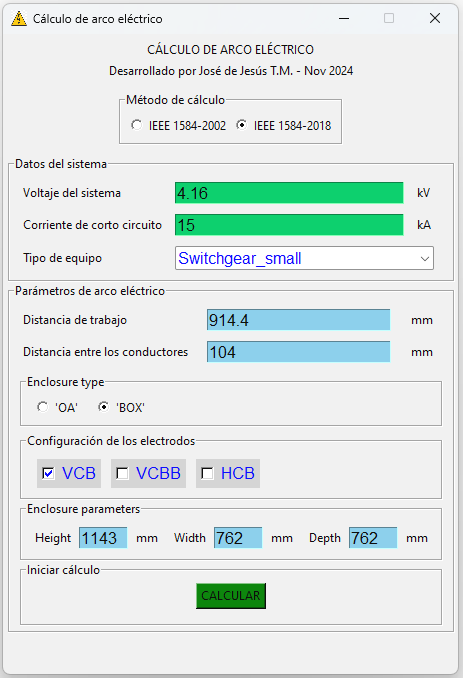 Cálculo de arco eléctrico
CÁLCULO DE ARCO ELÉCTRICO
Desarrollado por José de Jesús T.M. - Nov 2024
Método de cálculo
IEEE 1584-2002 IEEE 1584-2018
Datos del sistema
Voltaje del sistema 4.16 kV
Corriente de corto circuito 15 kA
Tipo de equipo Switchgear_small
Parámetros de arco eléctrico
Distancia de trabajo 914.4 mm
Distancia entre los conductores 104 mm
Enclosure type
'OA' 'BOX'
Configuración de los electrodos
VCB VCBB HCB
Enclosure parameters
Height 1143 mm Width 762 mm Depth 762 mm
Iniciar cálculo
CALCULAR